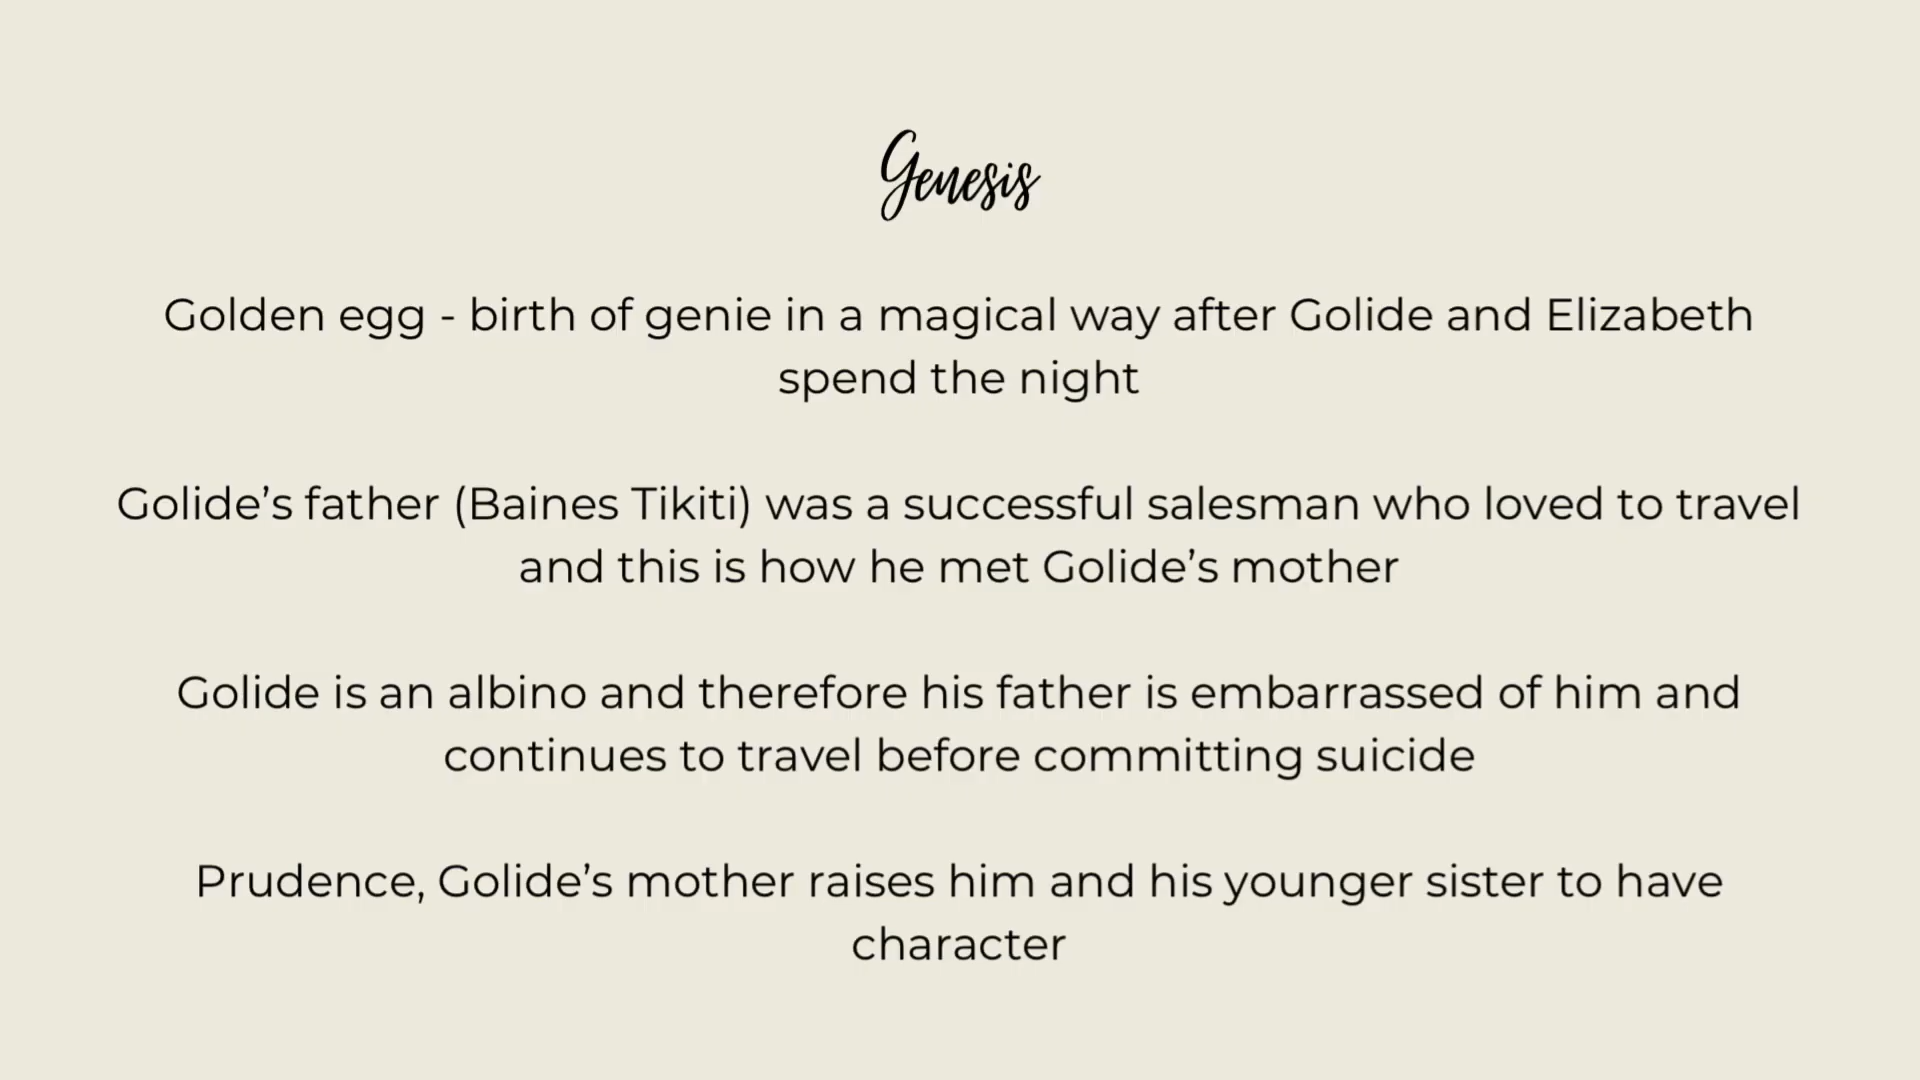 Genesis
Golden egg - birth of genie in a magical way after Golide and Elizabeth
spend the night
Golide’s father (Baines Tikiti) was a successful salesman who loved to travel
and this is how he met Golide’s mother
Golide is an albino and therefore his father is embarrassed of him and
continues to travel before committing suicide
Prudence, Golide’s mother raises him and his younger sister to have
character